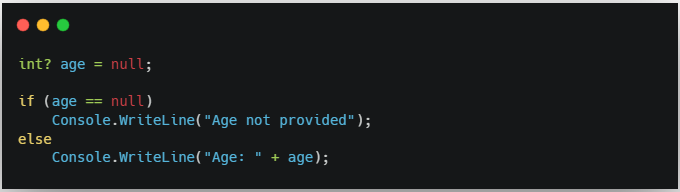 int? age = null;

if (age == null)
    Console.WriteLine("Age not provided");
else
    Console.WriteLine("Age: " + age);